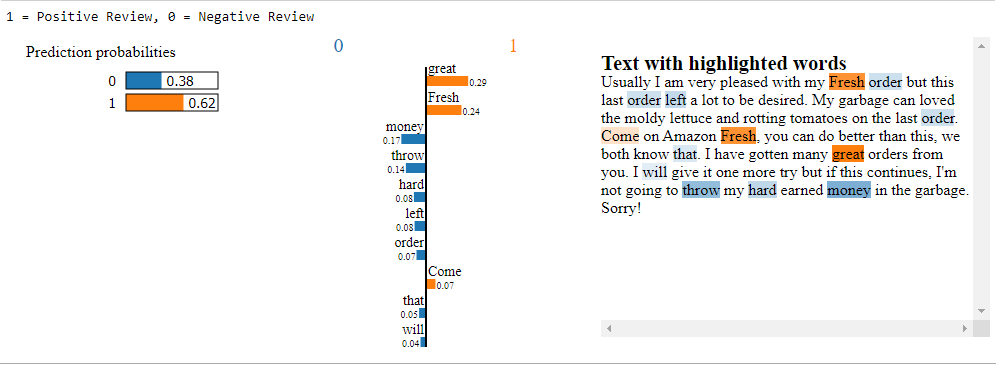 1 = Positive Review, 0 = Negative Review
Prediction probabilities
0 0.38
1 0.62
0 1
great
0.29
Fresh
0.24
money
0.17
throw
0.14
hard
0.08
left
0.08
order
0.07
Come
0.07
that
0.05
will
0.04
Text with highlighted words
Usually I am very pleased with my Fresh order but this
last order left a lot to be desired. My garbage can loved
the moldy lettuce and rotting tomatoes on the last order.
Come on Amazon Fresh, you can do better than this, we
both know that. I have gotten many great orders from
you. I will give it one more try but if this continues, I'm
not going to throw my hard earned money in the garbage.
Sorry!